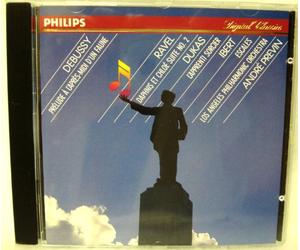 PHILIPS
Digital Classics
DEBUSSY
PRÉLUDE À L'APRÈS-MIDI D'UN FAUNE
RAVEL
DAPHNIS ET CHLOÉ: SUITE NO. 2
DUKAS
L'APPRENTI SORCIER
IBERT
ESCALES
LOS ANGELES PHILHARMONIC ORCHESTRA
ANDRÉ PREVIN